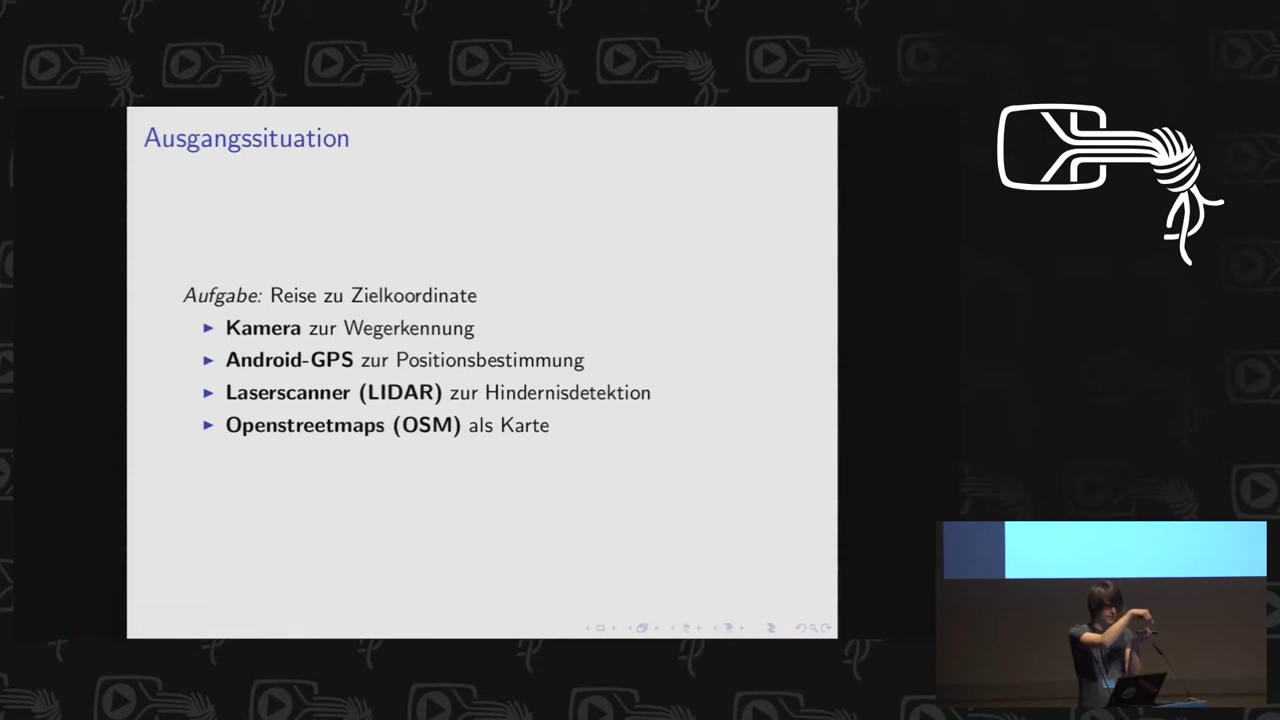 Ausgangssituation
Aufgabe: Reise zu Zielkoordinate
Kamera zur Wegerkennung
Android-GPS zur Positionsbestimmung
Laserscanner (LIDAR) zur Hindernisdetektion
Openstreetmaps (OSM) als Karte